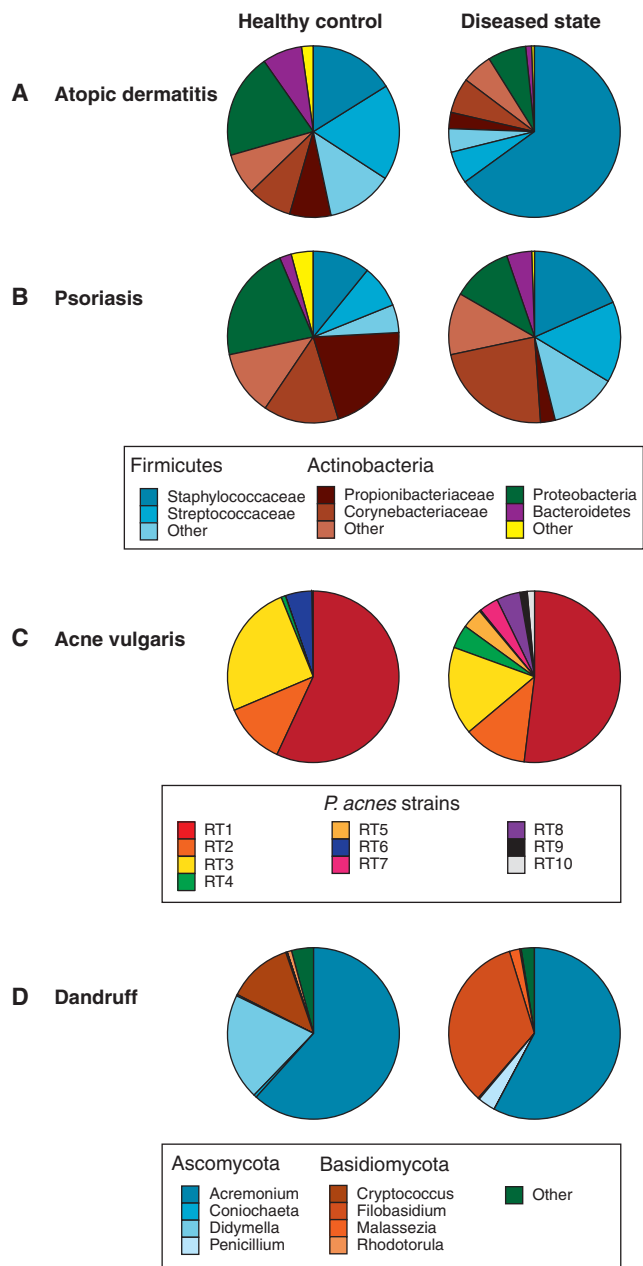 Healthy control Diseased state
A Atopic dermatitis
B Psoriasis
Firmicutes Actinobacteria
Staphylococcaceae Propionibacteriaceae Proteobacteria
Streptococcaceae Corynebacteriaceae Bacteroidetes
Other Other Other
C Acne vulgaris
P. acnes strains
RT1 RT5 RT8
RT2 RT6 RT9
RT3 RT7 RT10
RT4
D Dandruff
Ascomycota Basidiomycota
Acremonium Cryptococcus Other
Coniochaeta Filobasidium
Didymella Malassezia
Penicillium Rhodotorula